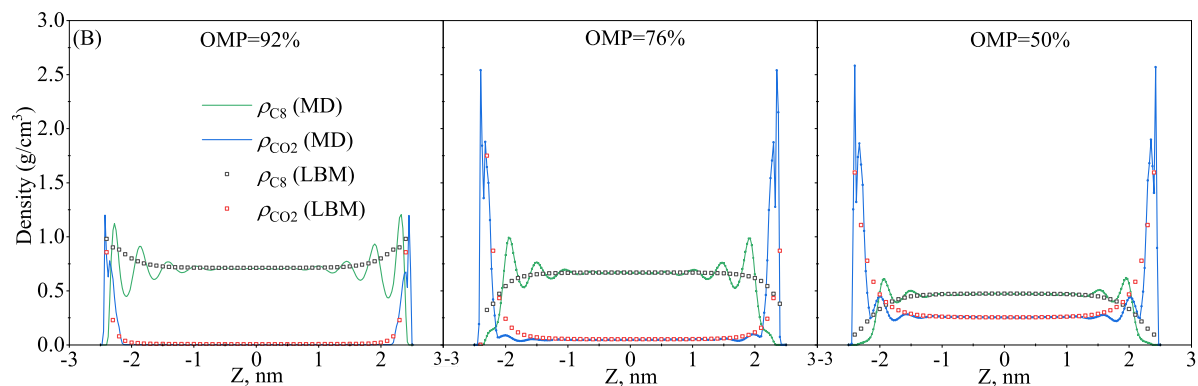 (B)
OMP=92%
OMP=76%
OMP=50%
3.0
2.5
2.0
1.5
1.0
0.5
0.0
Density (g/cm³)
ρC8 (MD)
ρCO2 (MD)
ρC8 (LBM)
ρCO2 (LBM)
-3 -2 -1 0 1 2 3
-3 -2 -1 0 1 2 3
-3 -2 -1 0 1 2 3
Z, nm
Z, nm
Z, nm